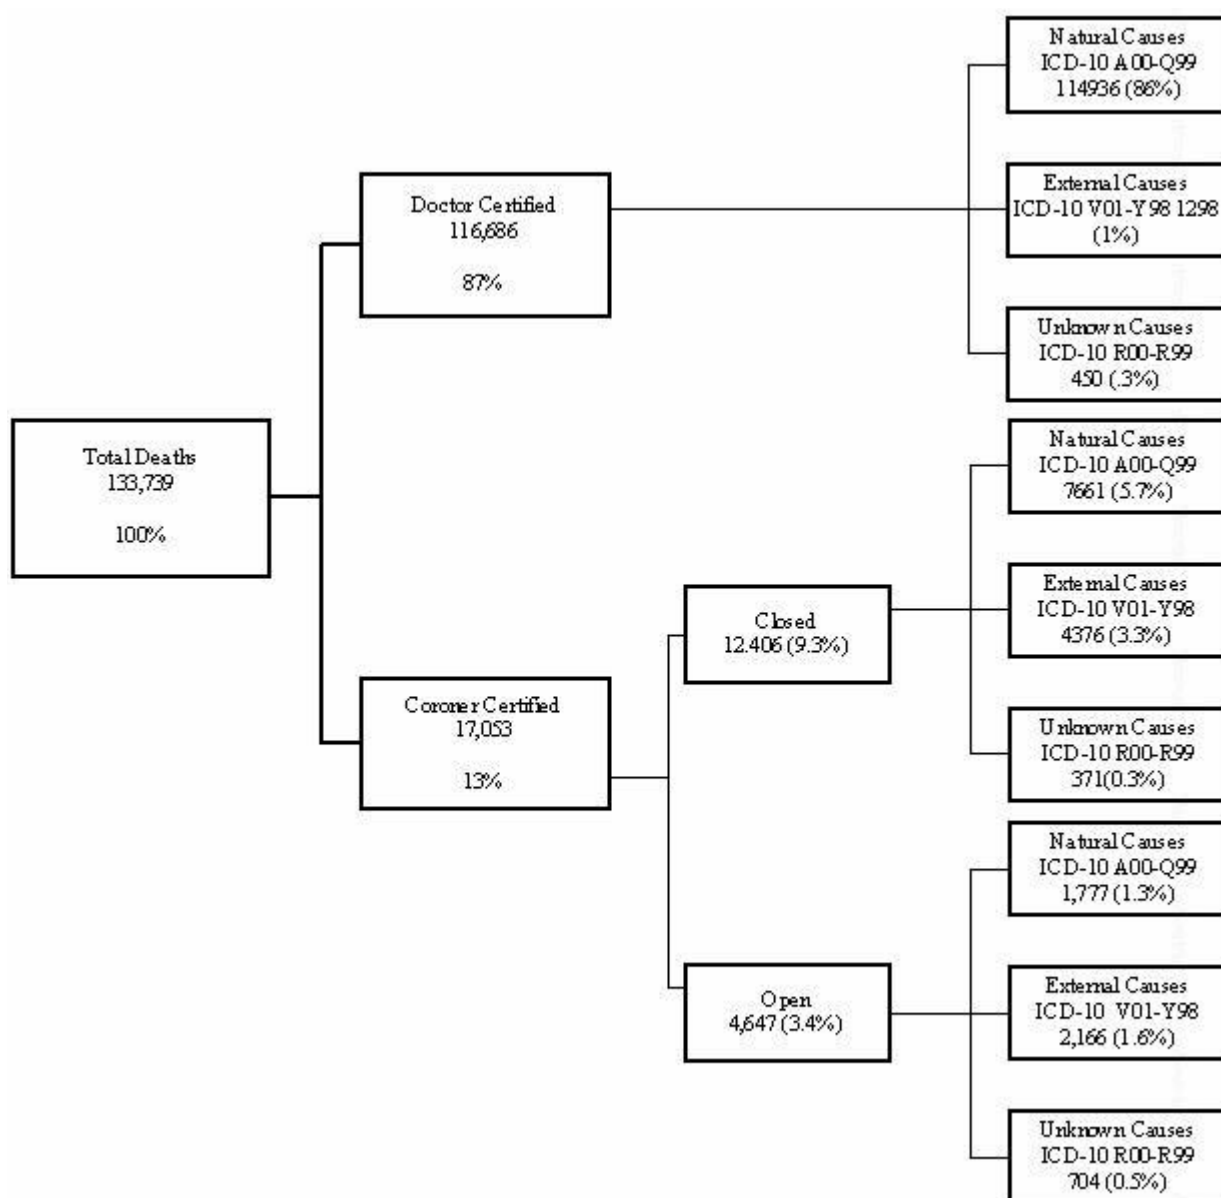 Total Deaths
133,739
100%
Doctor Certified
116,686
87%
Coroner Certified
17,053
13%
Closed
12.406 (9.3%)
Open
4,647 (3.4%)
Natural Causes
ICD-10 A00-Q99
114936 (86%)
External Causes
ICD-10 V01-Y98 1298
(1%)
Unknown Causes
ICD-10 R00-R99
450 (.3%)
Natural Causes
ICD-10 A00-Q99
7661 (5.7%)
External Causes
ICD-10 V01-Y98
4376 (3.3%)
Unknown Causes
ICD-10 R00-R99
371(0.3%)
Natural Causes
ICD-10 A00-Q99
1,777 (1.3%)
External Causes
ICD-10 V01-Y98
2,166 (1.6%)
Unknown Causes
ICD-10 R00-R99
704 (0.5%)